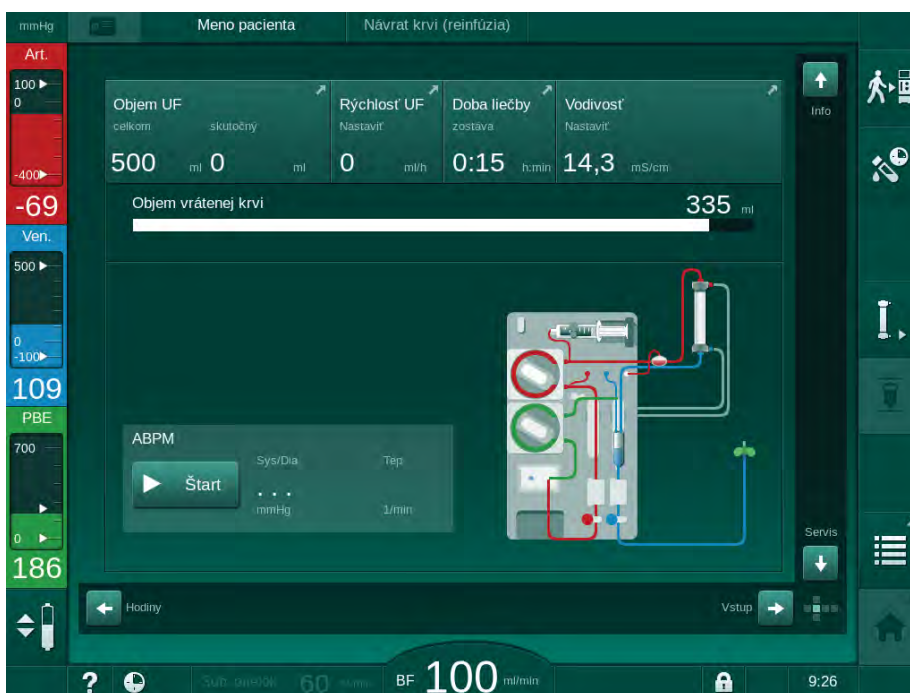 mmHg
Meno pacienta
Návrat krvi (reinfúzia)
Art.
100
0
-400
-69
Ven.
500
0
-100
109
PBE
700
0
186
Objem UF
celkom
skutočný
500 ml 0 ml
Rýchlosť UF
Nastaviť
0 ml/h
Doba liečby
zostáva
0:15 h:min
Vodivosť
Nastaviť
14,3 mS/cm
Objem vrátenej krvi
335 ml
ABPM
Štart
Sys/Dia
Tep
. . .
mmHg
1/min
Info
Servis
Hodiny
Vstup
?
60
BF 100 ml/min
9:26